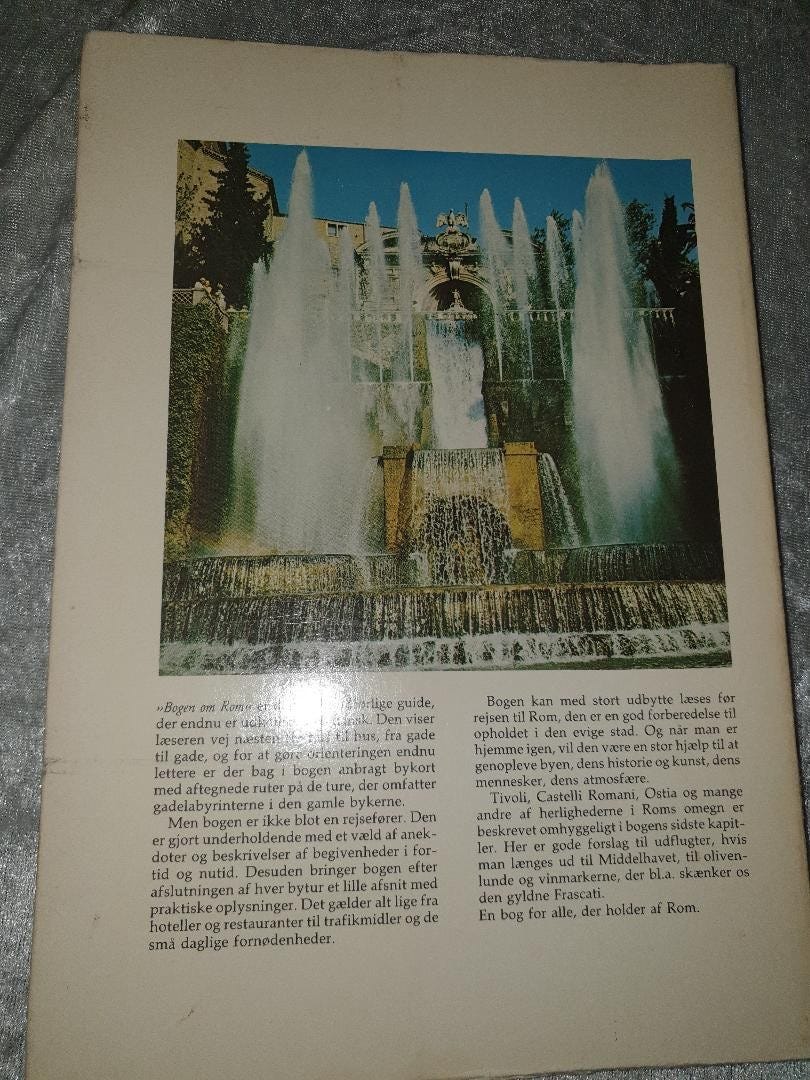 »Bogen om Rom« er guide,
der endnu er Den viser
læseren vej næsten til hus, fra gade
til gade, og for at gøre orienteringen endnu
lettere er der bag i bogen anbragt bykort
med aftegnede ruter på de ture, der omfatter
gadelabyrinterne i den gamle bykerne.
Men bogen er ikke blot en rejsefører. Den
er gjort underholdende med et væld af anek-
doter og beskrivelser af begivenheder i for-
tid og nutid. Desuden bringer bogen efter
afslutningen af hver bytur et lille afsnit med
praktiske oplysninger. Det gælder alt lige fra
hoteller og restauranter til trafikmidler og de
små daglige fornødenheder.
Bogen kan med stort udbytte læses før
rejsen til Rom, den er en god forberedelse til
opholdet i den evige stad. Og når man er
hjemme igen, vil den være en stor hjælp til at
genopleve byen, dens historie og kunst, dens
mennesker, dens atmosfære.
Tivoli, Castelli Romani, Ostia og mange
andre af herlighederne i Roms omegn er
beskrevet omhyggeligt i bogens sidste kapit-
ler. Her er gode forslag til udflugter, hvis
man længes ud til Middelhavet, til oliven-
lunde og vinmarkerne, der bl.a. skænker os
den gyldne Frascati.
En bog for alle, der holder af Rom.